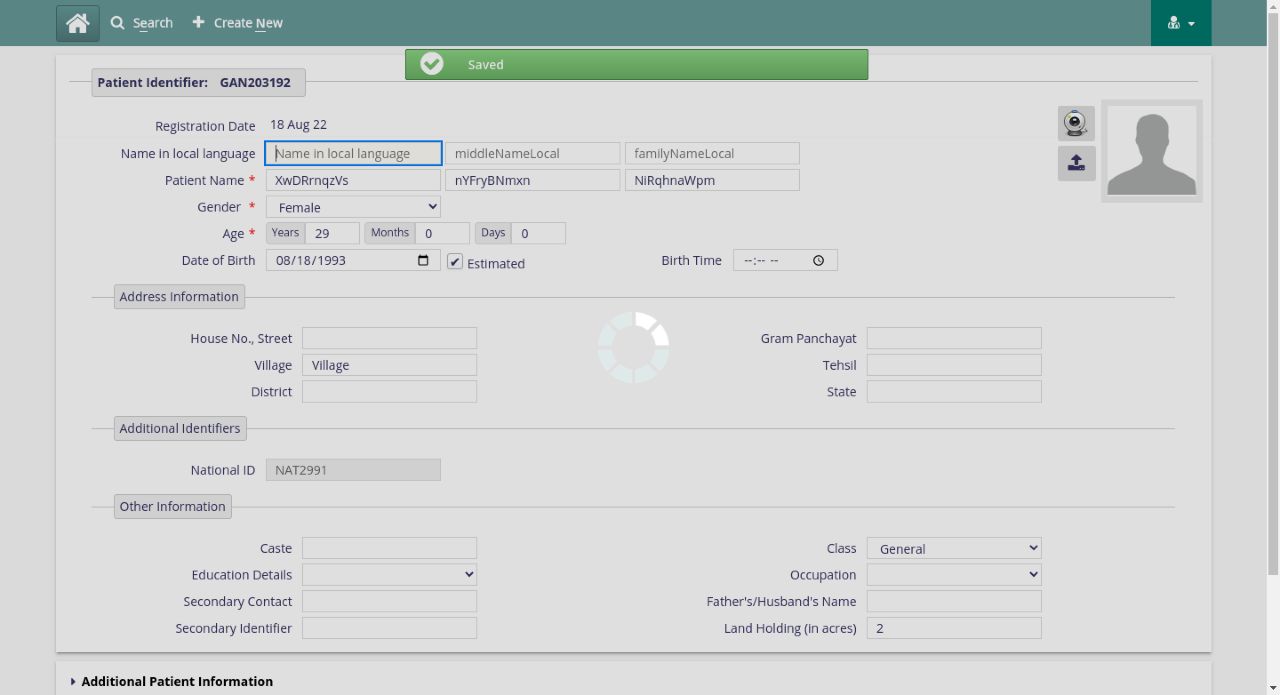 Search Create New
Saved
Patient Identifier: GAN203192
Registration Date 18 Aug 22
Name in local language Name in local language middleNameLocal familyNameLocal
Patient Name * XwDRrnqzVs nYFryBNmxn NiRqhnaWpm
Gender * Female
Age * Years 29 Months 0 Days 0
Date of Birth 08/18/1993 Estimated Birth Time --:-- --
Address Information
House No., Street Gram Panchayat
Village Village Tehsil
District State
Additional Identifiers
National ID NAT2991
Other Information
Caste Class General
Education Details Occupation
Secondary Contact Father's/Husband's Name
Secondary Identifier Land Holding (in acres) 2
Additional Patient Information